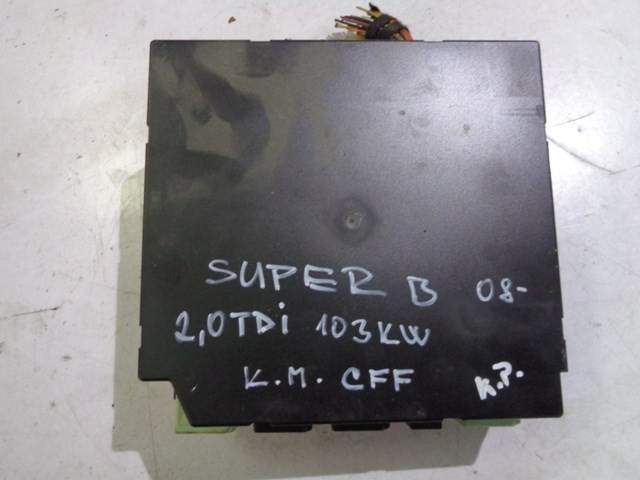 SUPER B 08-
2,0TDi 103KW
K.M. CFF K.P.